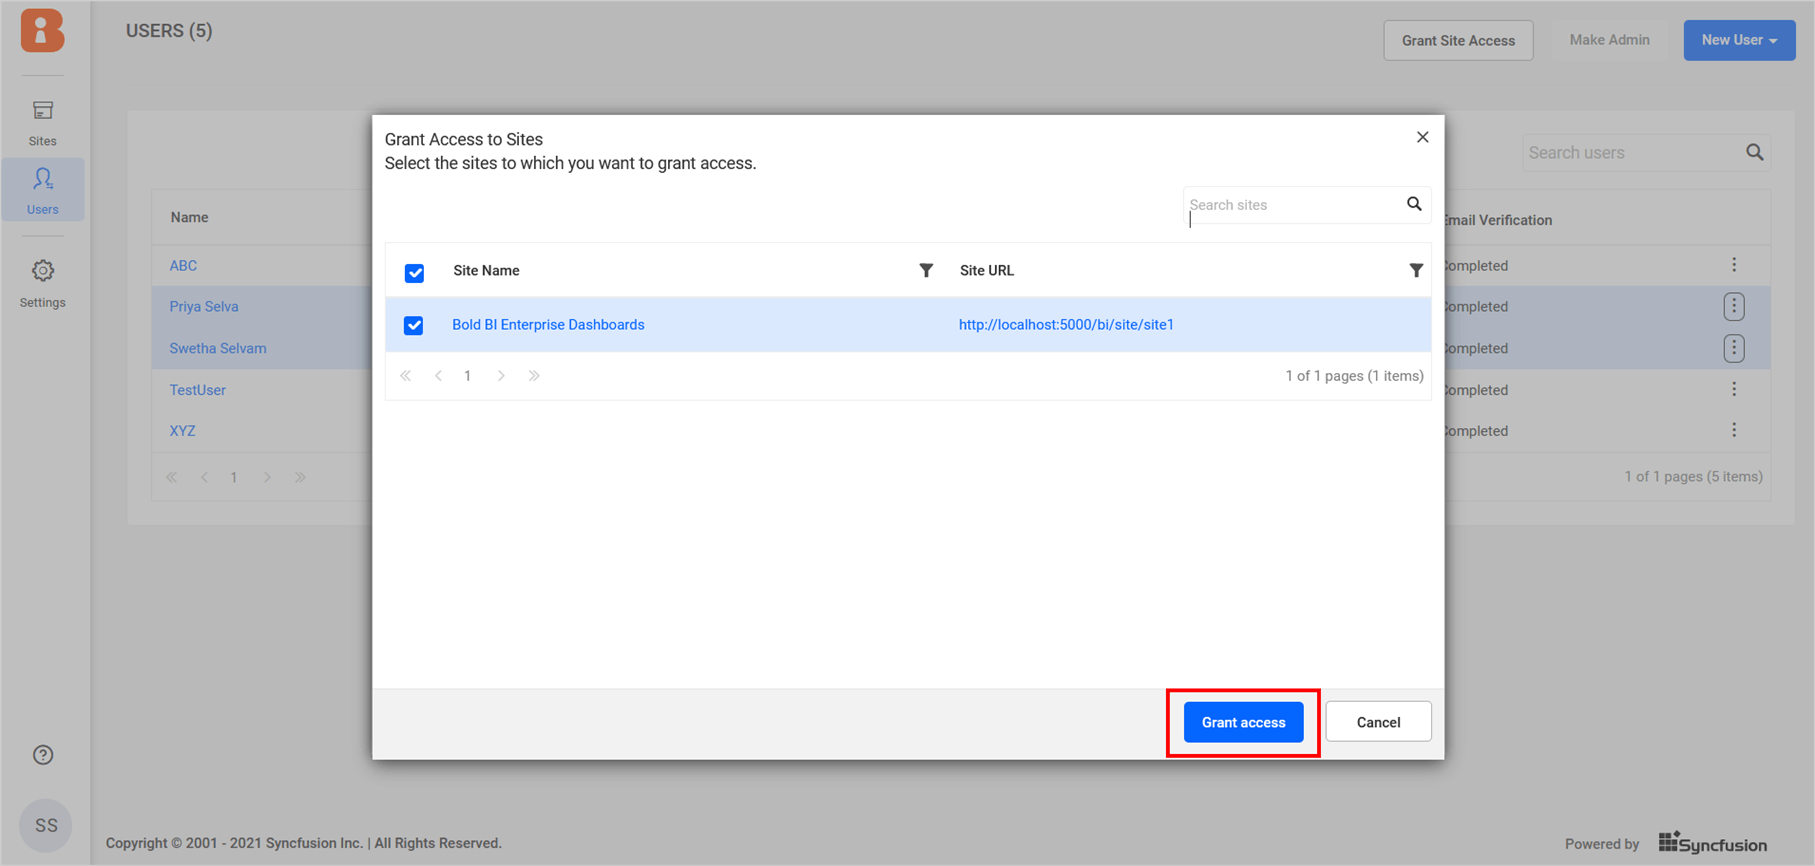 USERS (5)
Grant Site Access
Make Admin
New User
Sites
Users
Settings
Search users
Name
Email Verification
ABC
Completed
Priya Selva
Completed
Swetha Selvam
Completed
TestUser
Completed
XYZ
Completed
1
1 of 1 pages (5 items)
Grant Access to Sites
Select the sites to which you want to grant access.
Search sites
Site Name
Site URL
Bold BI Enterprise Dashboards
http://localhost:5000/bi/site/site1
1
1 of 1 pages (1 items)
Grant access
Cancel
SS
Copyright © 2001 - 2021 Syncfusion Inc. | All Rights Reserved.
Powered by
Syncfusion